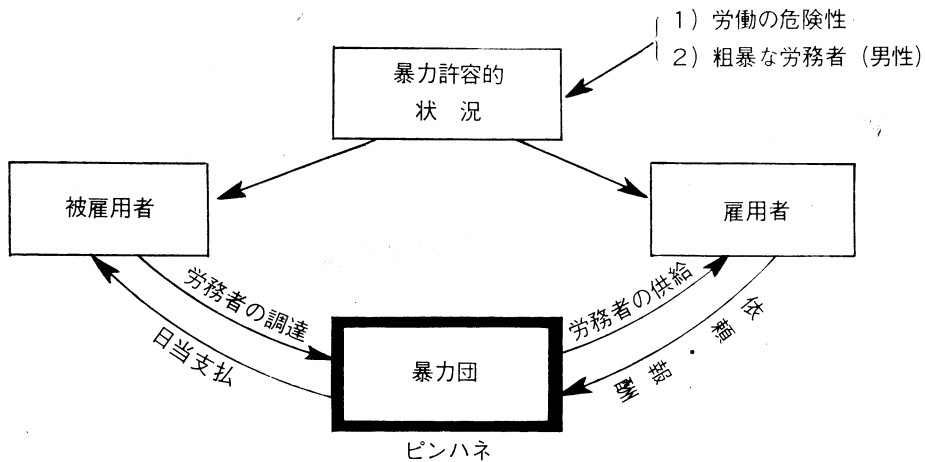 1）労働の危険性
2）粗暴な労務者（男性）
暴力許容的
状　況
被雇用者
雇用者
労務者の調達
日当支払
労務者の供給
依頼・報酬
暴力団
ピンハネ